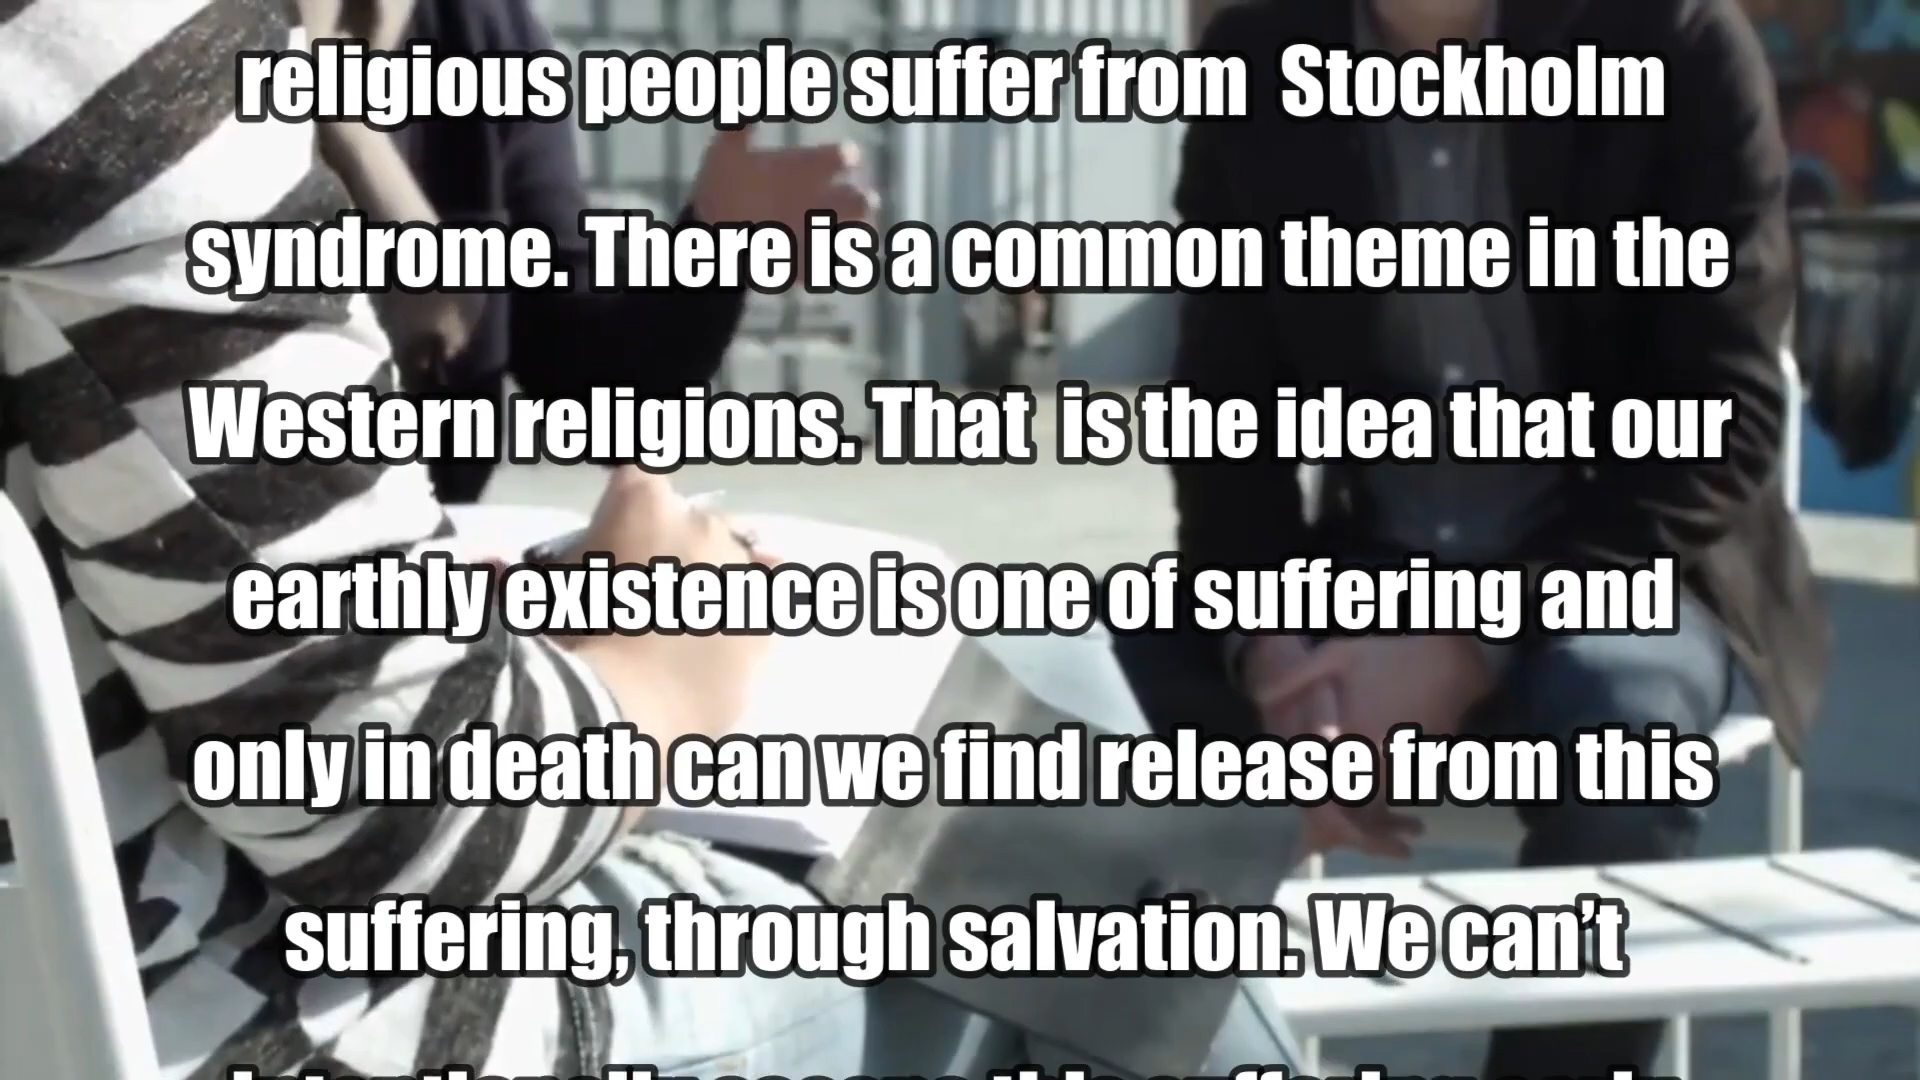 religious people suffer from Stockholm
syndrome. There is a common theme in the
Western religions. That is the idea that our
earthly existence is one of suffering and
only in death can we find release from this
suffering, through salvation. We can’t